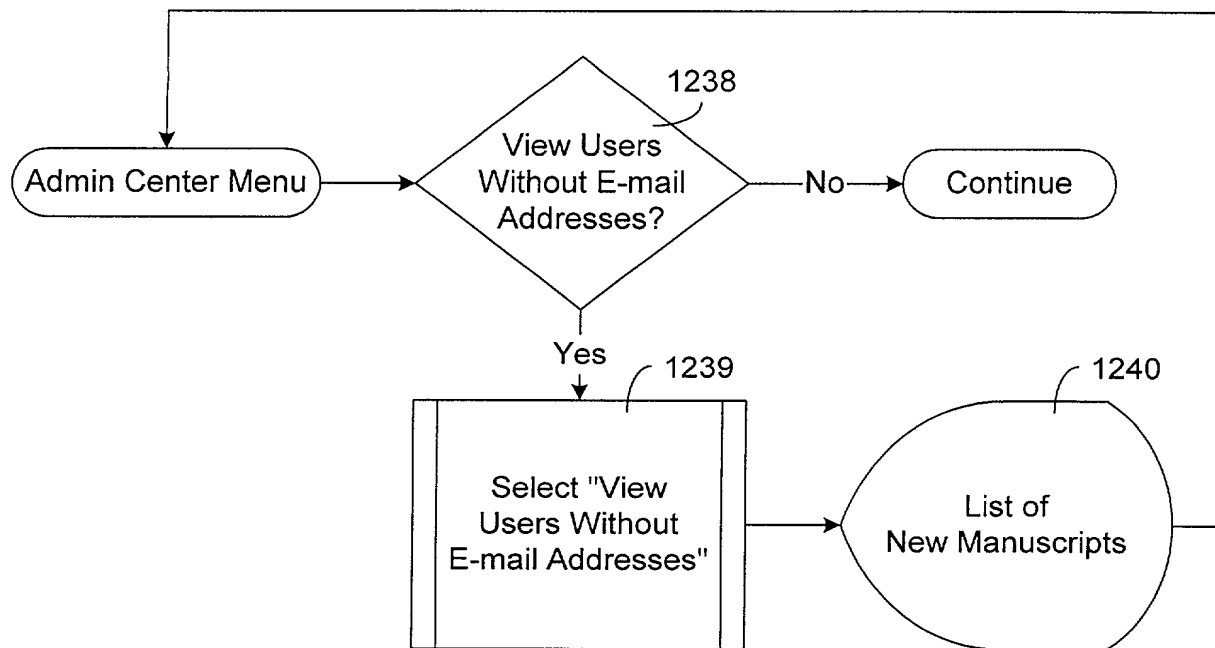 1238
View Users
Without E-mail
Addresses?
Admin Center Menu
No
Continue
Yes
1239
1240
Select "View
Users Without
E-mail Addresses"
List of
New Manuscripts